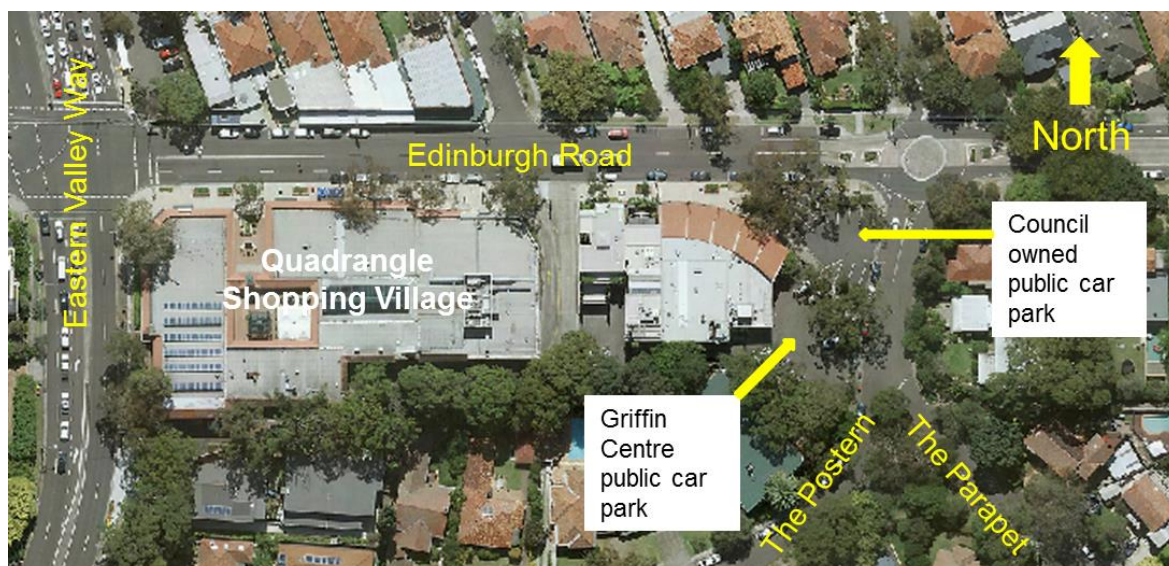 Eastern Valley Way
Edinburgh Road
North
Council
owned
public car
park
Quadrangle
Shopping Village
Griffin
Centre
public car
park
The Postern
The Parapet